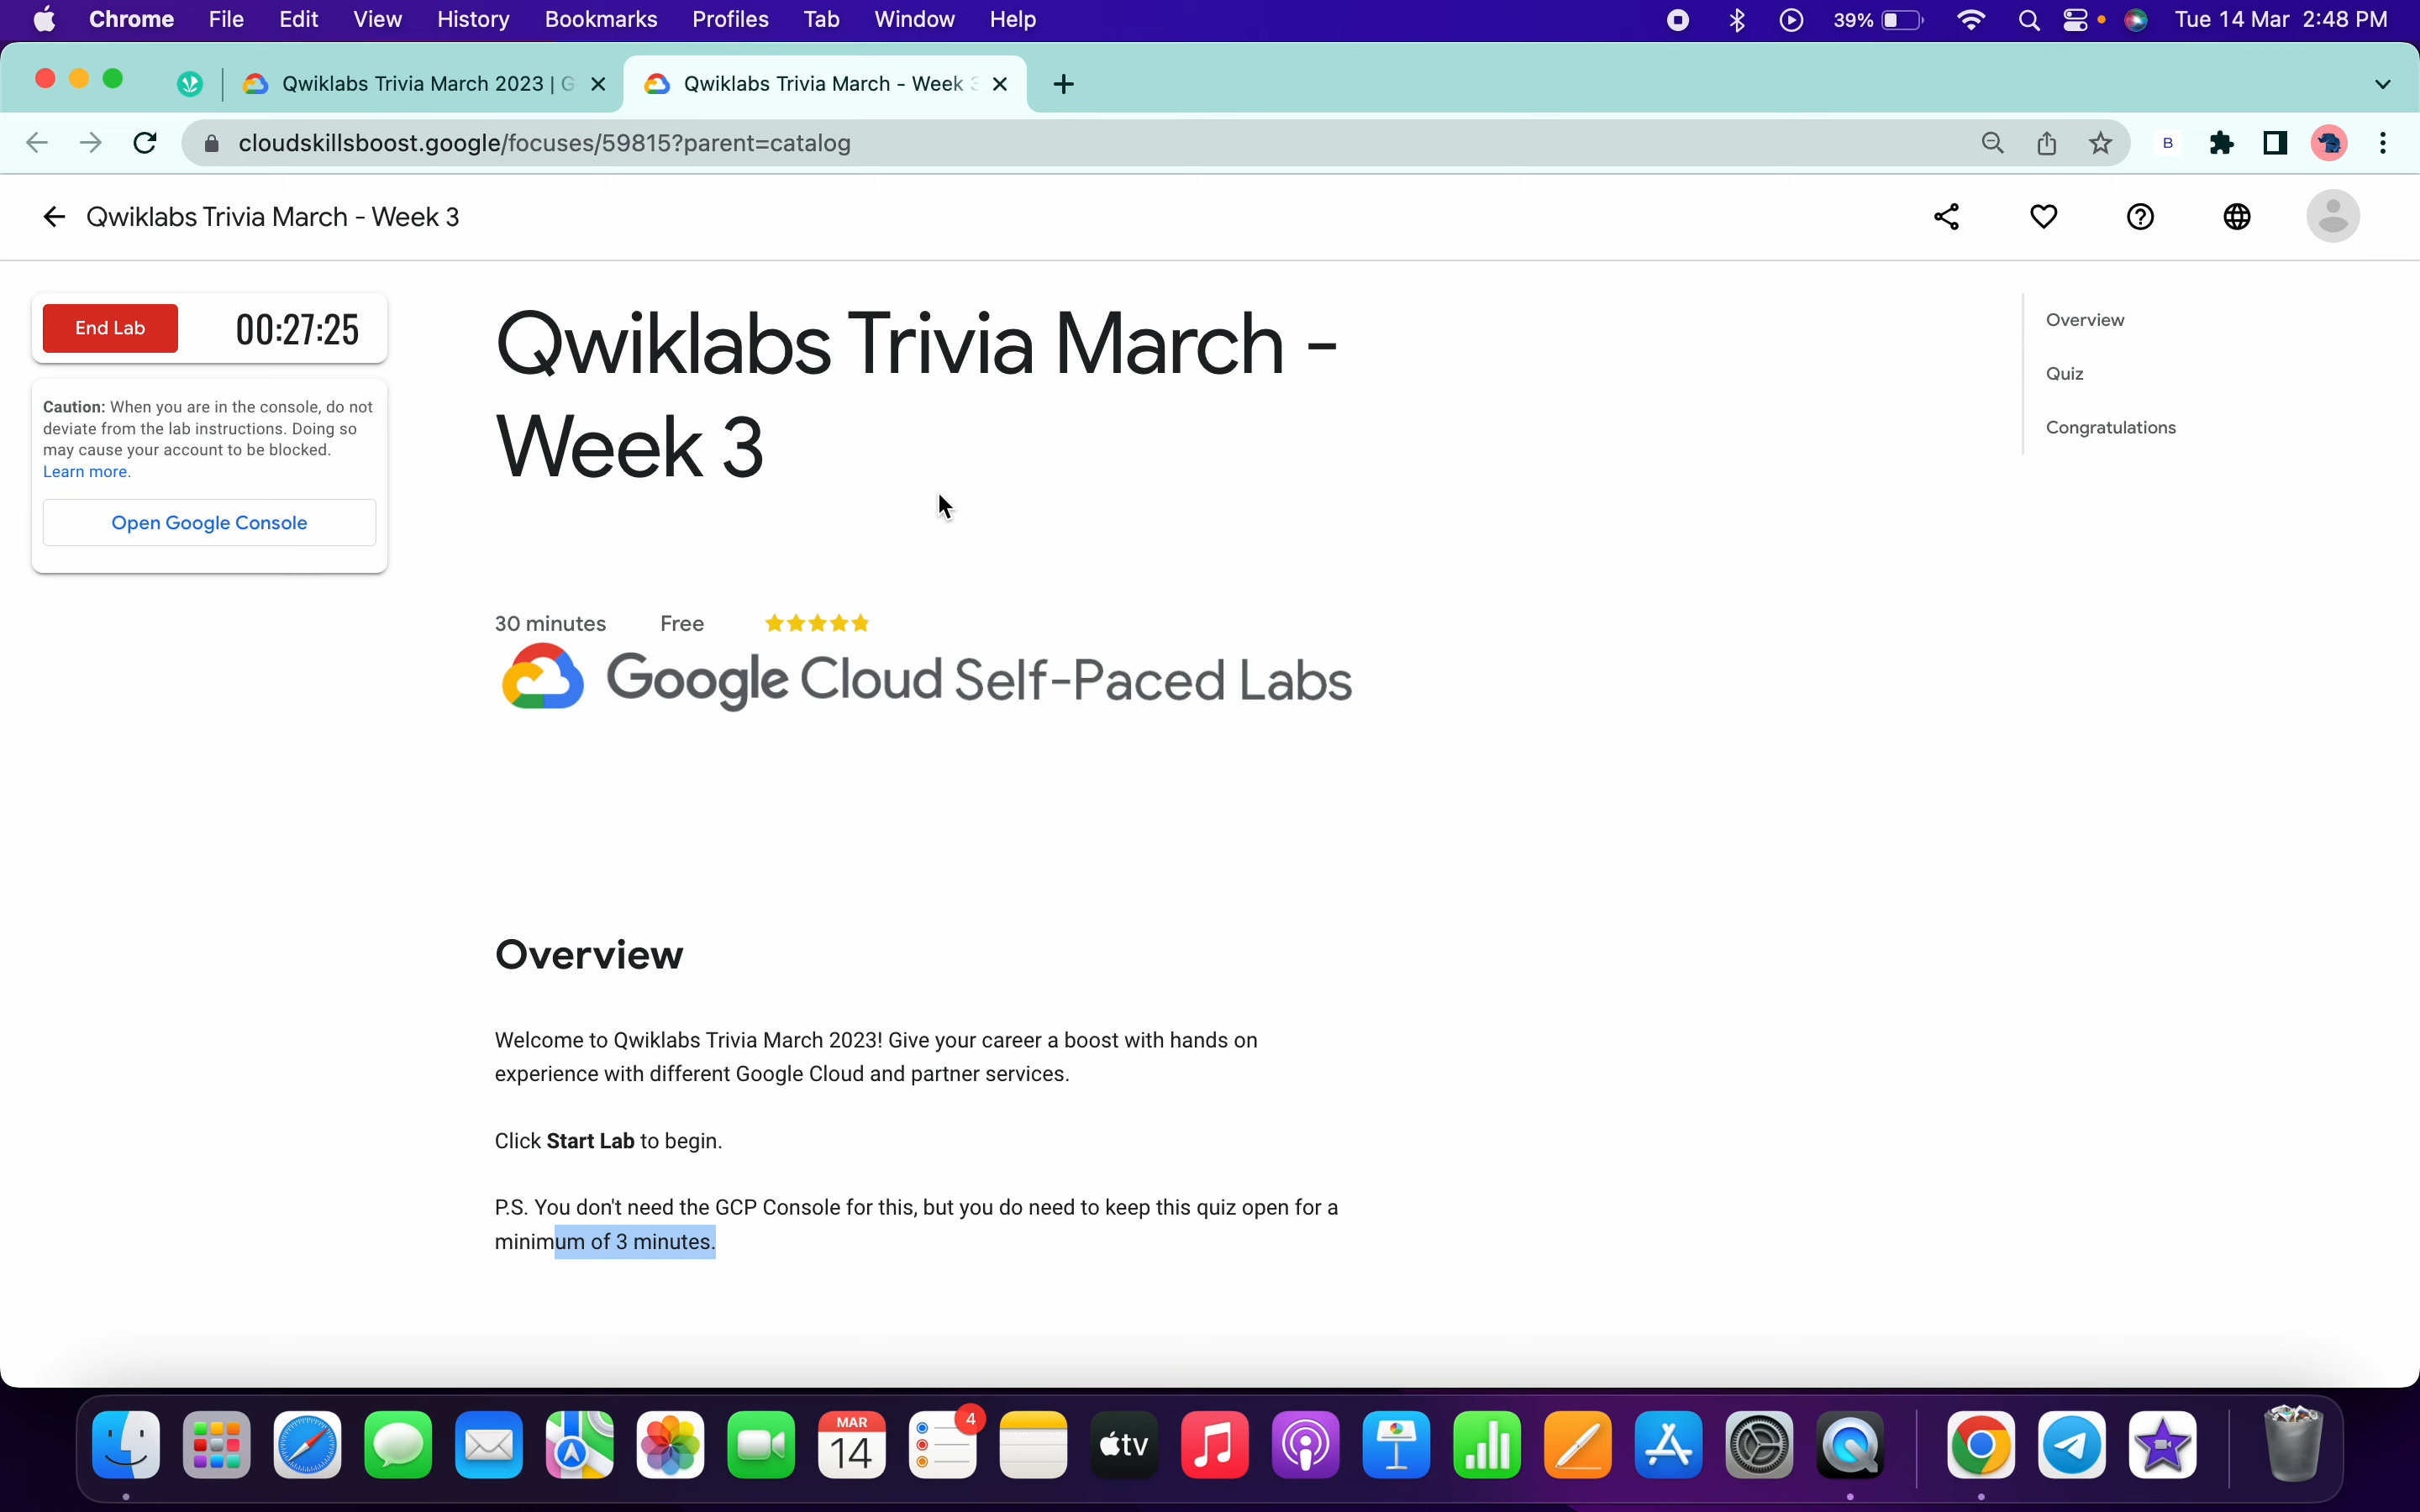 Chrome File Edit View History Bookmarks Profiles Tab Window Help 39% Tue 14 Mar 2:48 PM
Qwiklabs Trivia March 2023 | G Qwiklabs Trivia March - Week 3
cloudskillsboost.google/focuses/59815?parent=catalog B
Qwiklabs Trivia March - Week 3
End Lab 00:27:25
Caution: When you are in the console, do not
deviate from the lab instructions. Doing so
may cause your account to be blocked.
Learn more.
Open Google Console
Qwiklabs Trivia March -
Week 3
30 minutes Free
Google Cloud Self-Paced Labs
Overview
Welcome to Qwiklabs Trivia March 2023! Give your career a boost with hands on
experience with different Google Cloud and partner services.
Click Start Lab to begin.
P.S. You don't need the GCP Console for this, but you do need to keep this quiz open for a
minimum of 3 minutes.
Overview
Quiz
Congratulations
MAR
14
4
tv